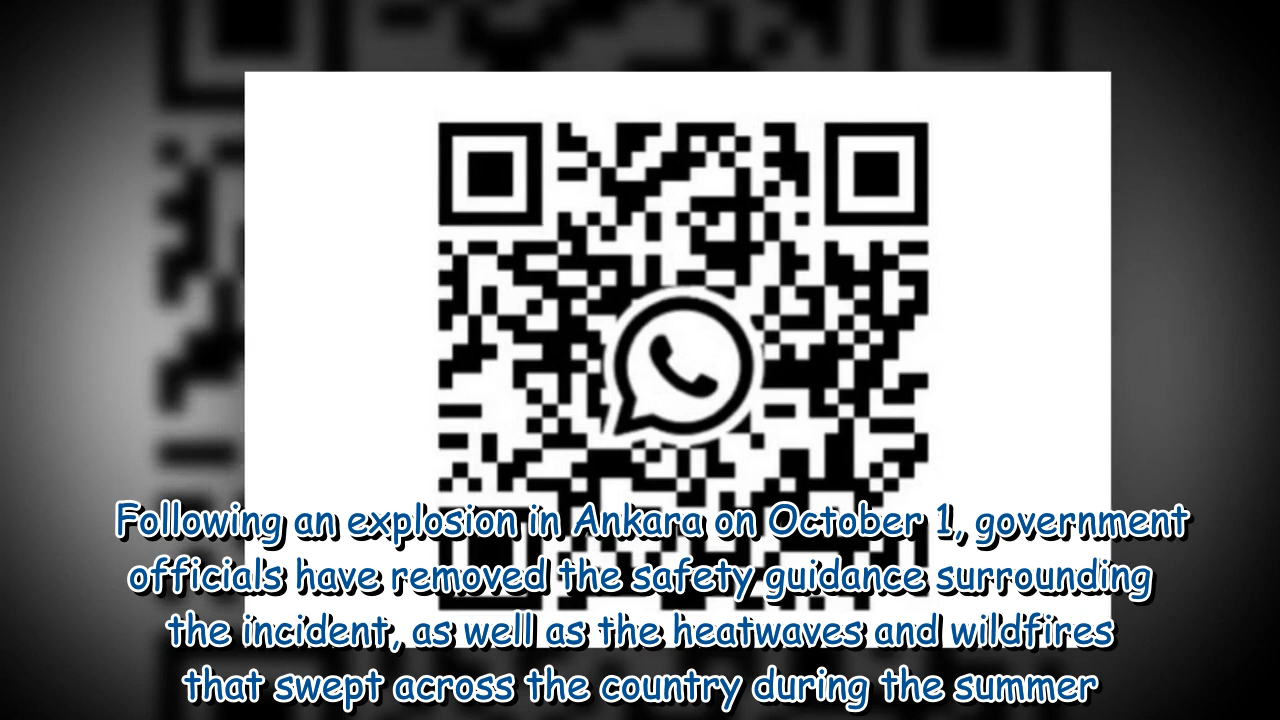 Following an explosion in Ankara on October 1, government
officials have removed the safety guidance surrounding
the incident, as well as the heatwaves and wildfires
that swept across the country during the summer